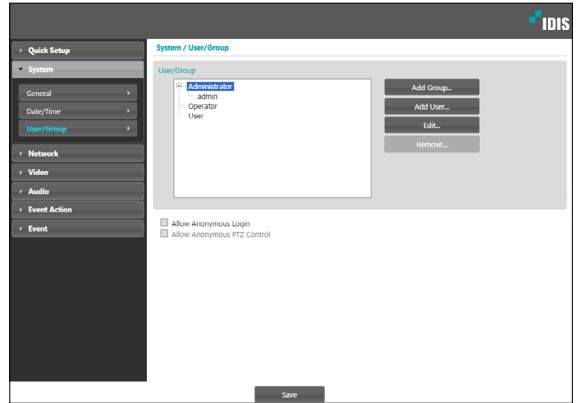 IDIS
Quick Setup
System
General
Date/Time
User/Group
Network
Video
Audio
Event Action
Event
System / User/Group
User/Group
Administrator
admin
Operator
User
Add Group...
Add User...
Edit...
Remove...
Allow Anonymous Login
Allow Anonymous PTZ Control
Save